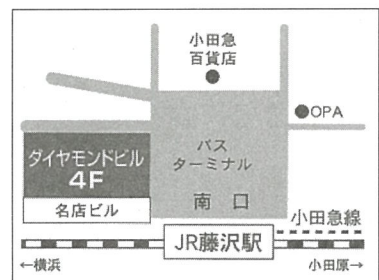 小田急
百貨店
OPA
バス
ターミナル
ダイヤモンドビル
4F
名店ビル
南 口
小田急線
JR藤沢駅
←横浜
小田原→